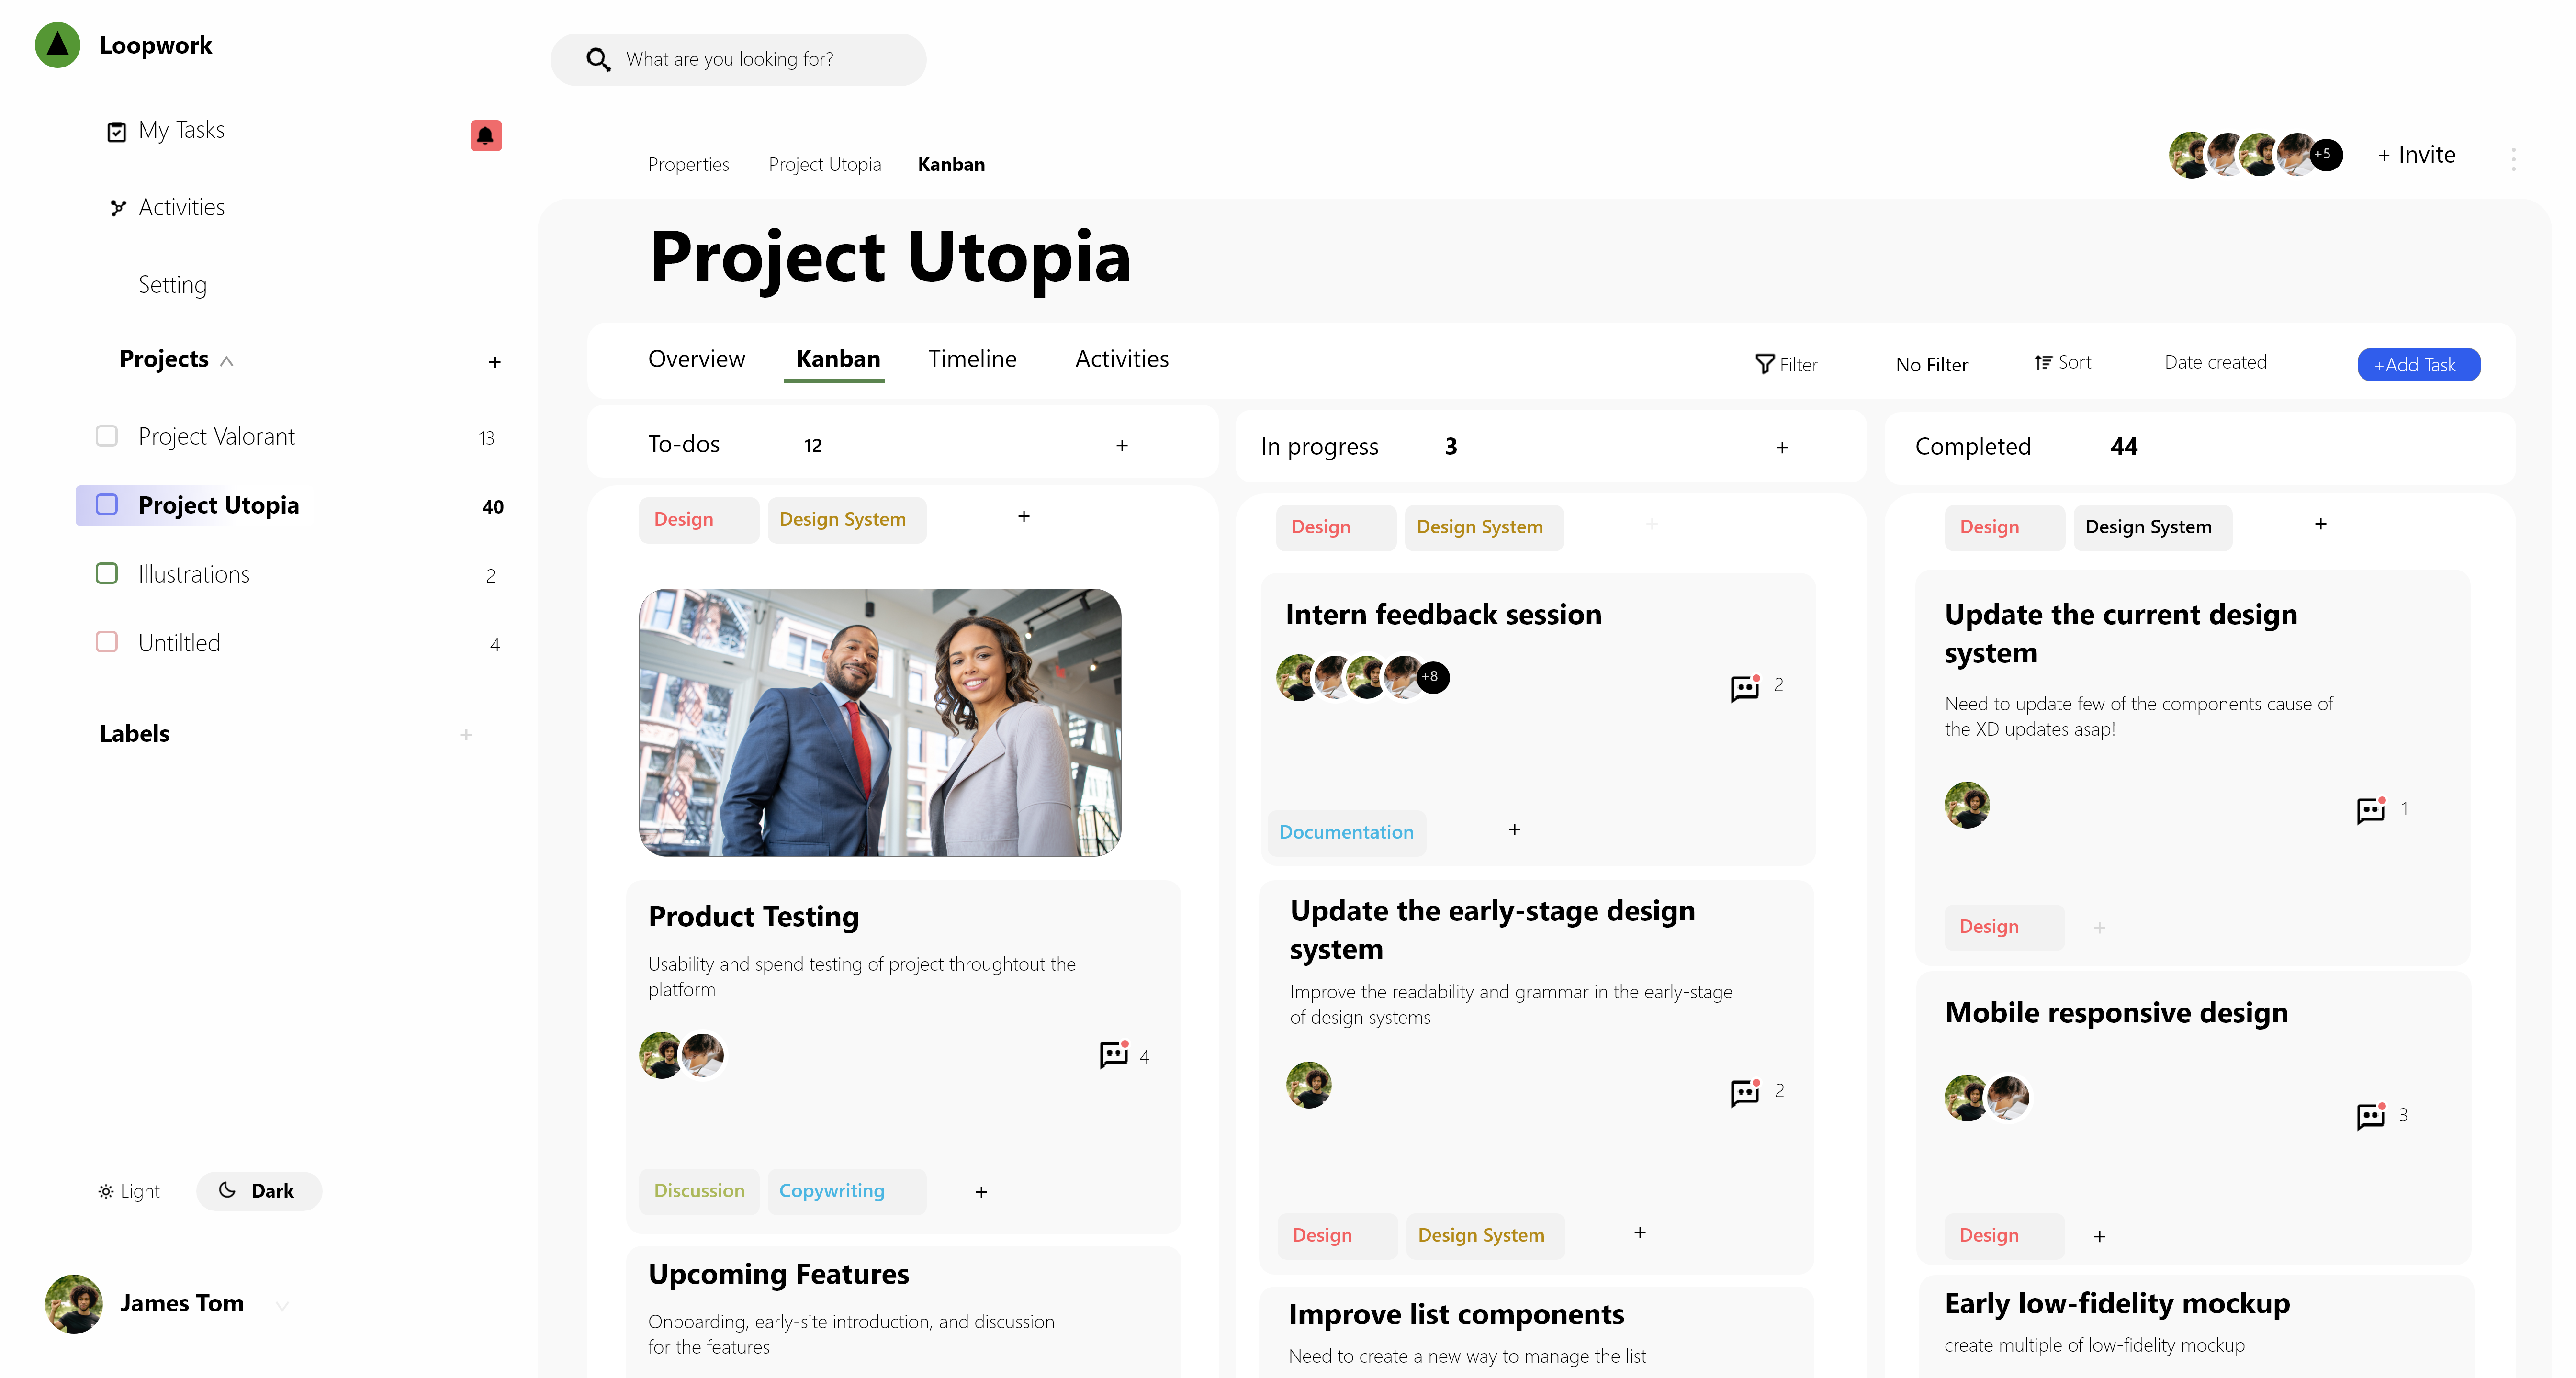 Loopwork
What are you looking for?
My Tasks
Activities
Setting
Projects
+
Project Valorant 13
Project Utopia 40
Illustrations 2
Untiltled 4
Labels +
Light Dark
James Tom
Properties Project Utopia Kanban
+5 + Invite
Project Utopia
Overview Kanban Timeline Activities
Filter No Filter Sort Date created +Add Task
To-dos 12 +
Design Design System +
Product Testing
Usability and spend testing of project throughtout the
platform
4
Discussion Copywriting +
Upcoming Features
Onboarding, early-site introduction, and discussion
for the features
In progress 3 +
Design Design System +
Intern feedback session
+8 2
Documentation +
Update the early-stage design
system
Improve the readability and grammar in the early-stage
of design systems
2
Design Design System +
Improve list components
Need to create a new way to manage the list
Completed 44
Design Design System +
Update the current design
system
Need to update few of the components cause of
the XD updates asap!
1
Design +
Mobile responsive design
3
Design +
Early low-fidelity mockup
create multiple of low-fidelity mockup